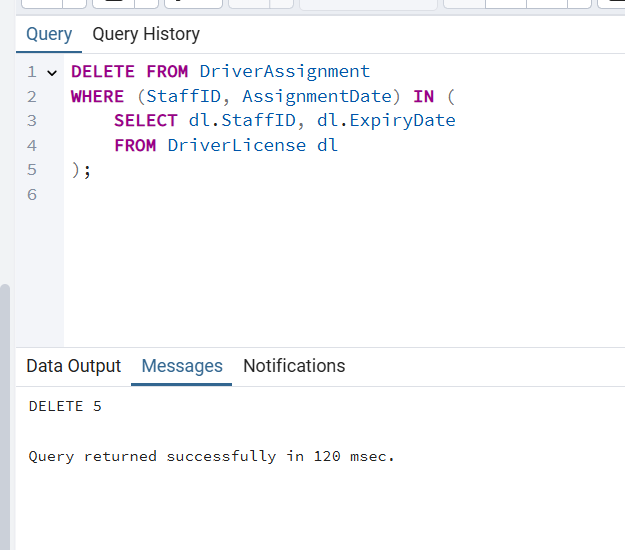 Query Query History
1 DELETE FROM DriverAssignment
2 WHERE (StaffID, AssignmentDate) IN (
3 SELECT dl.StaffID, dl.ExpiryDate
4 FROM DriverLicense dl
5 );
6
Data Output Messages Notifications
DELETE 5
Query returned successfully in 120 msec.